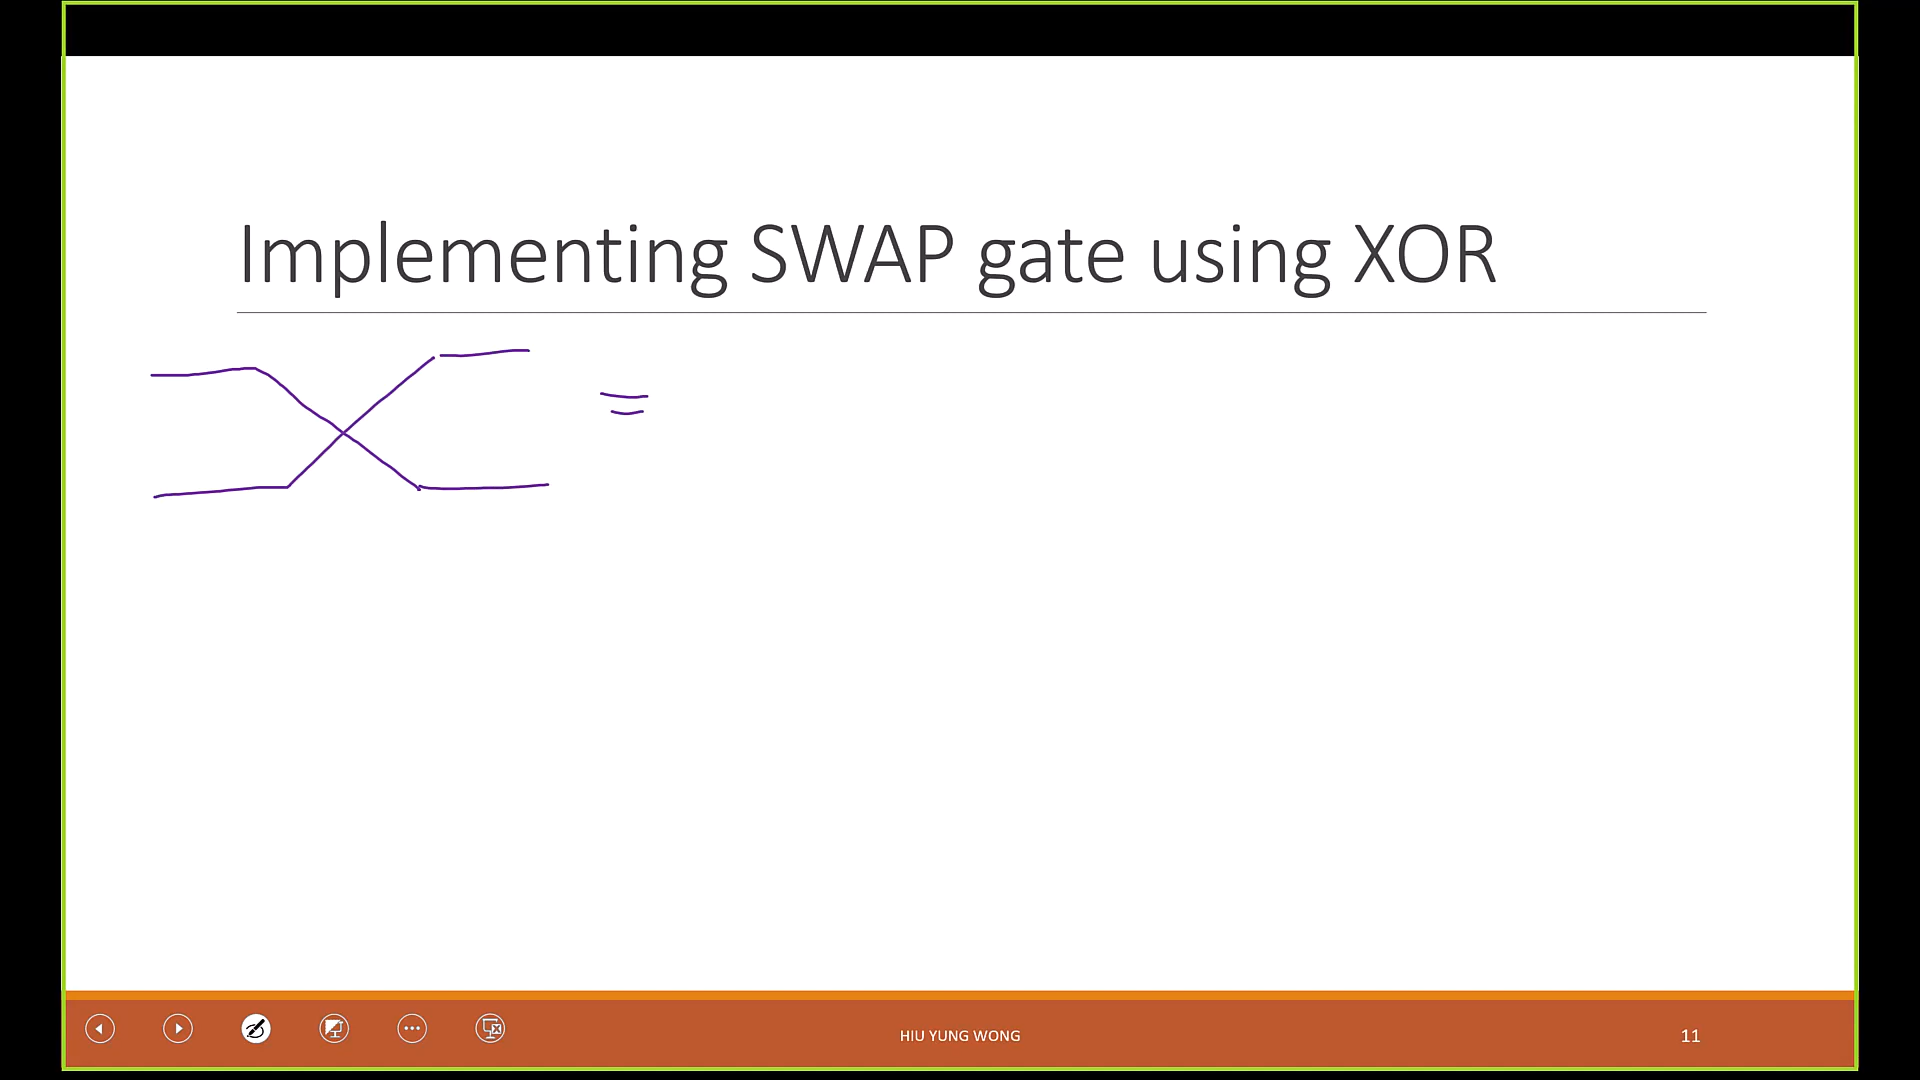 Implementing SWAP gate using XOR
=
HIU YUNG WONG
11